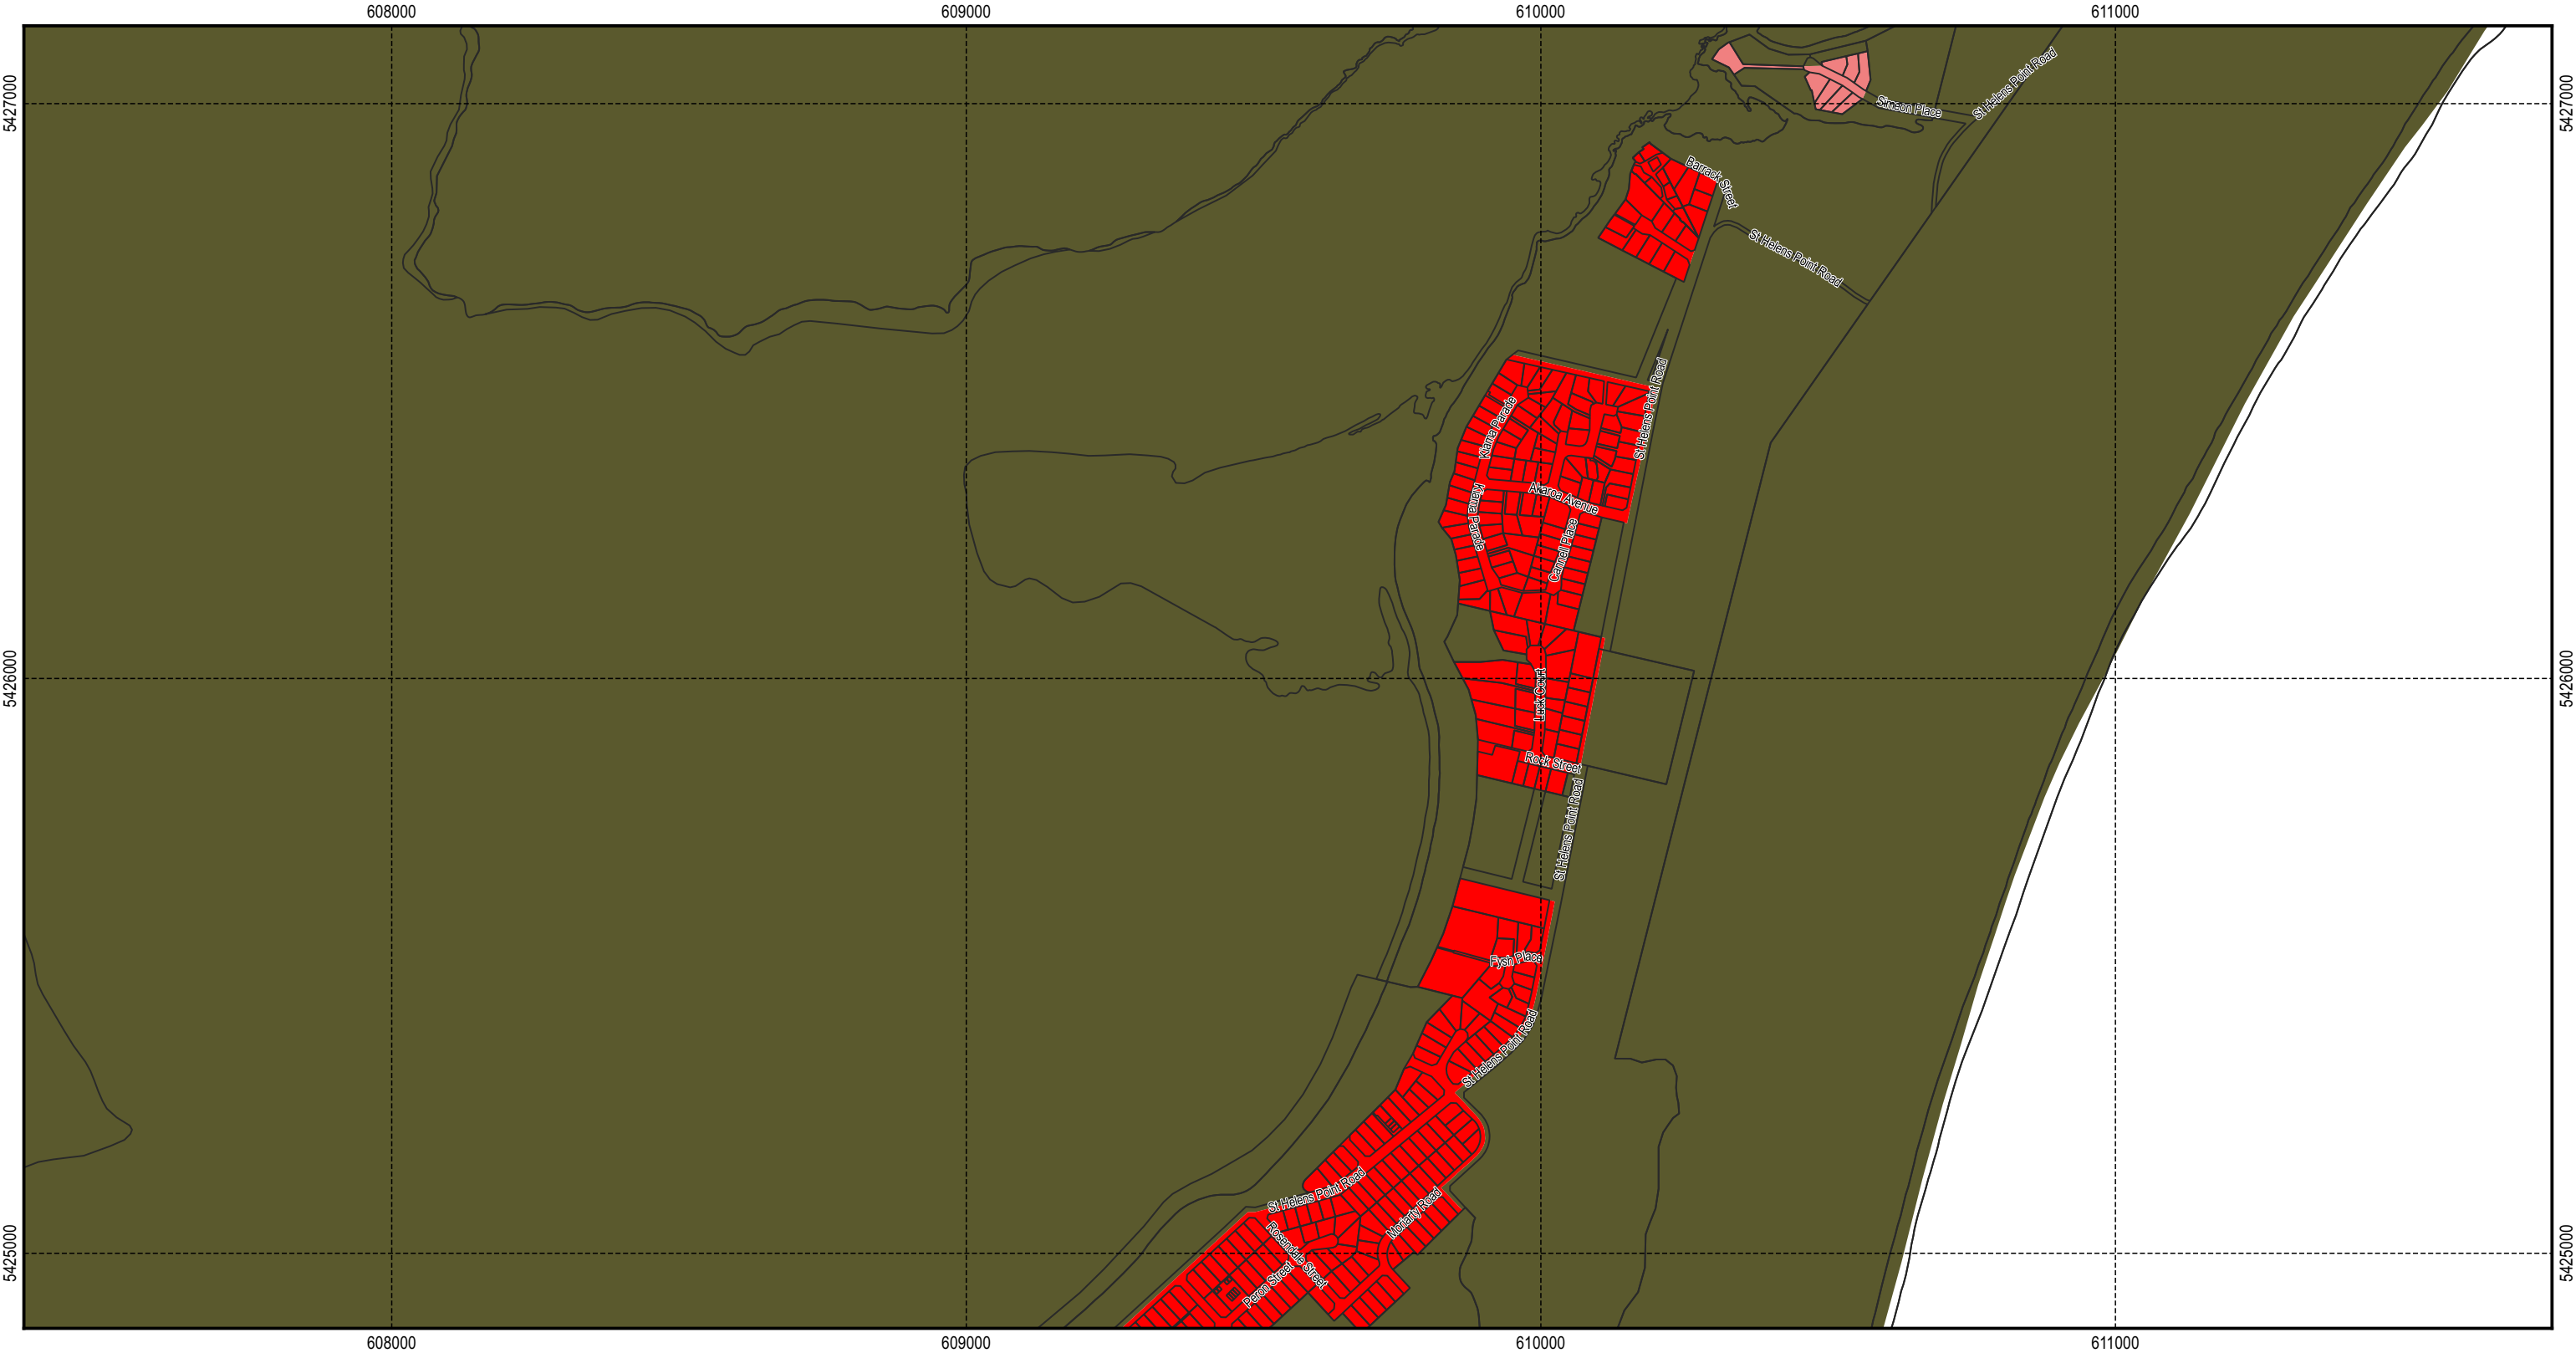 608000
609000
610000
611000
5427000
5427000
St Helens Point Road
Simeon Place
Barrack Street
St Helens Point Road
St Helens Point Road
Kiama Parade
Akaroa Avenue
Kiama Parade
Cannell Place
5426000
5426000
Luck Court
Rock Street
St Helens Point Road
Fysh Place
St Helens Point Road
St Helens Point Road
Moriarty Road
Rosendale Street
Peron Street
5425000
5425000
608000
609000
610000
611000